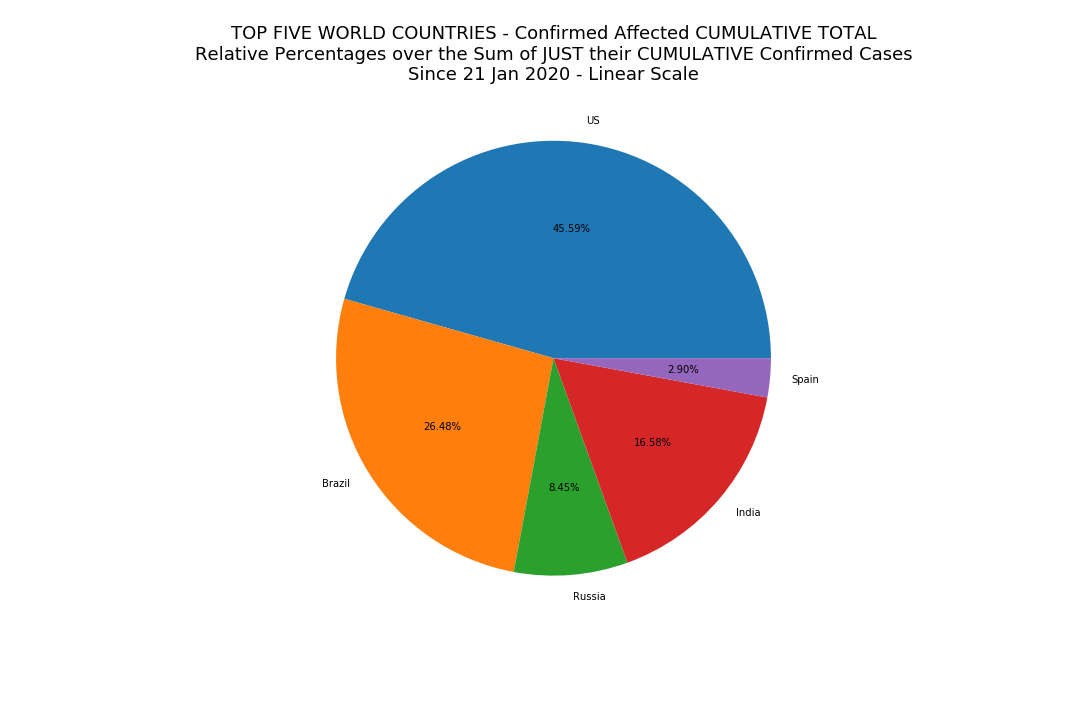 TOP FIVE WORLD COUNTRIES - Confirmed Affected CUMULATIVE TOTAL
Relative Percentages over the Sum of JUST their CUMULATIVE Confirmed Cases
Since 21 Jan 2020 - Linear Scale
US
45.59%
2.90%
Spain
26.48%
16.58%
Brazil
8.45%
India
Russia